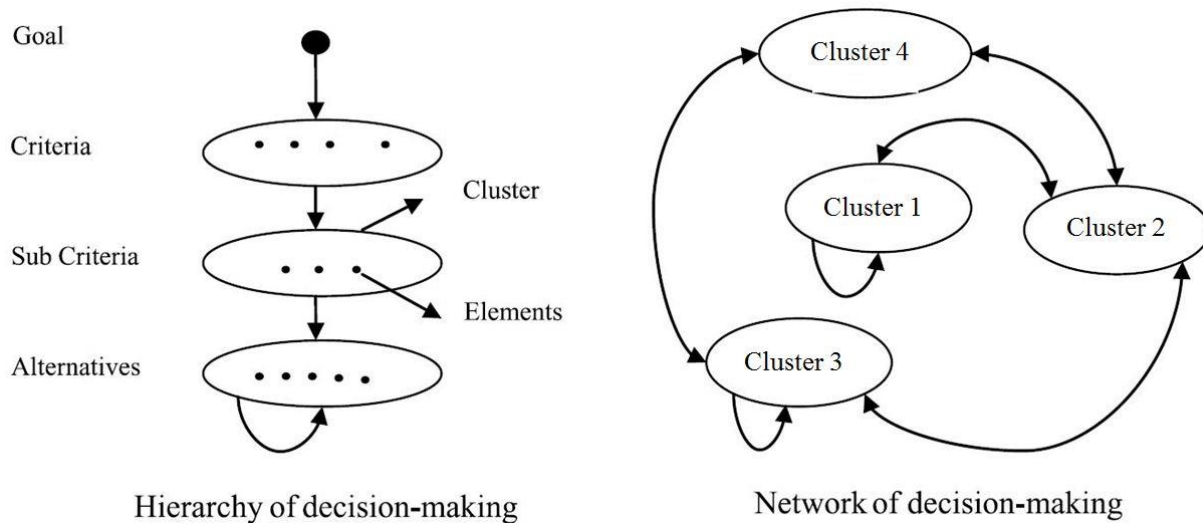 Goal
Criteria
Cluster
Sub Criteria
Elements
Alternatives
Hierarchy of decision-making
Cluster 4
Cluster 1
Cluster 2
Cluster 3
Network of decision-making